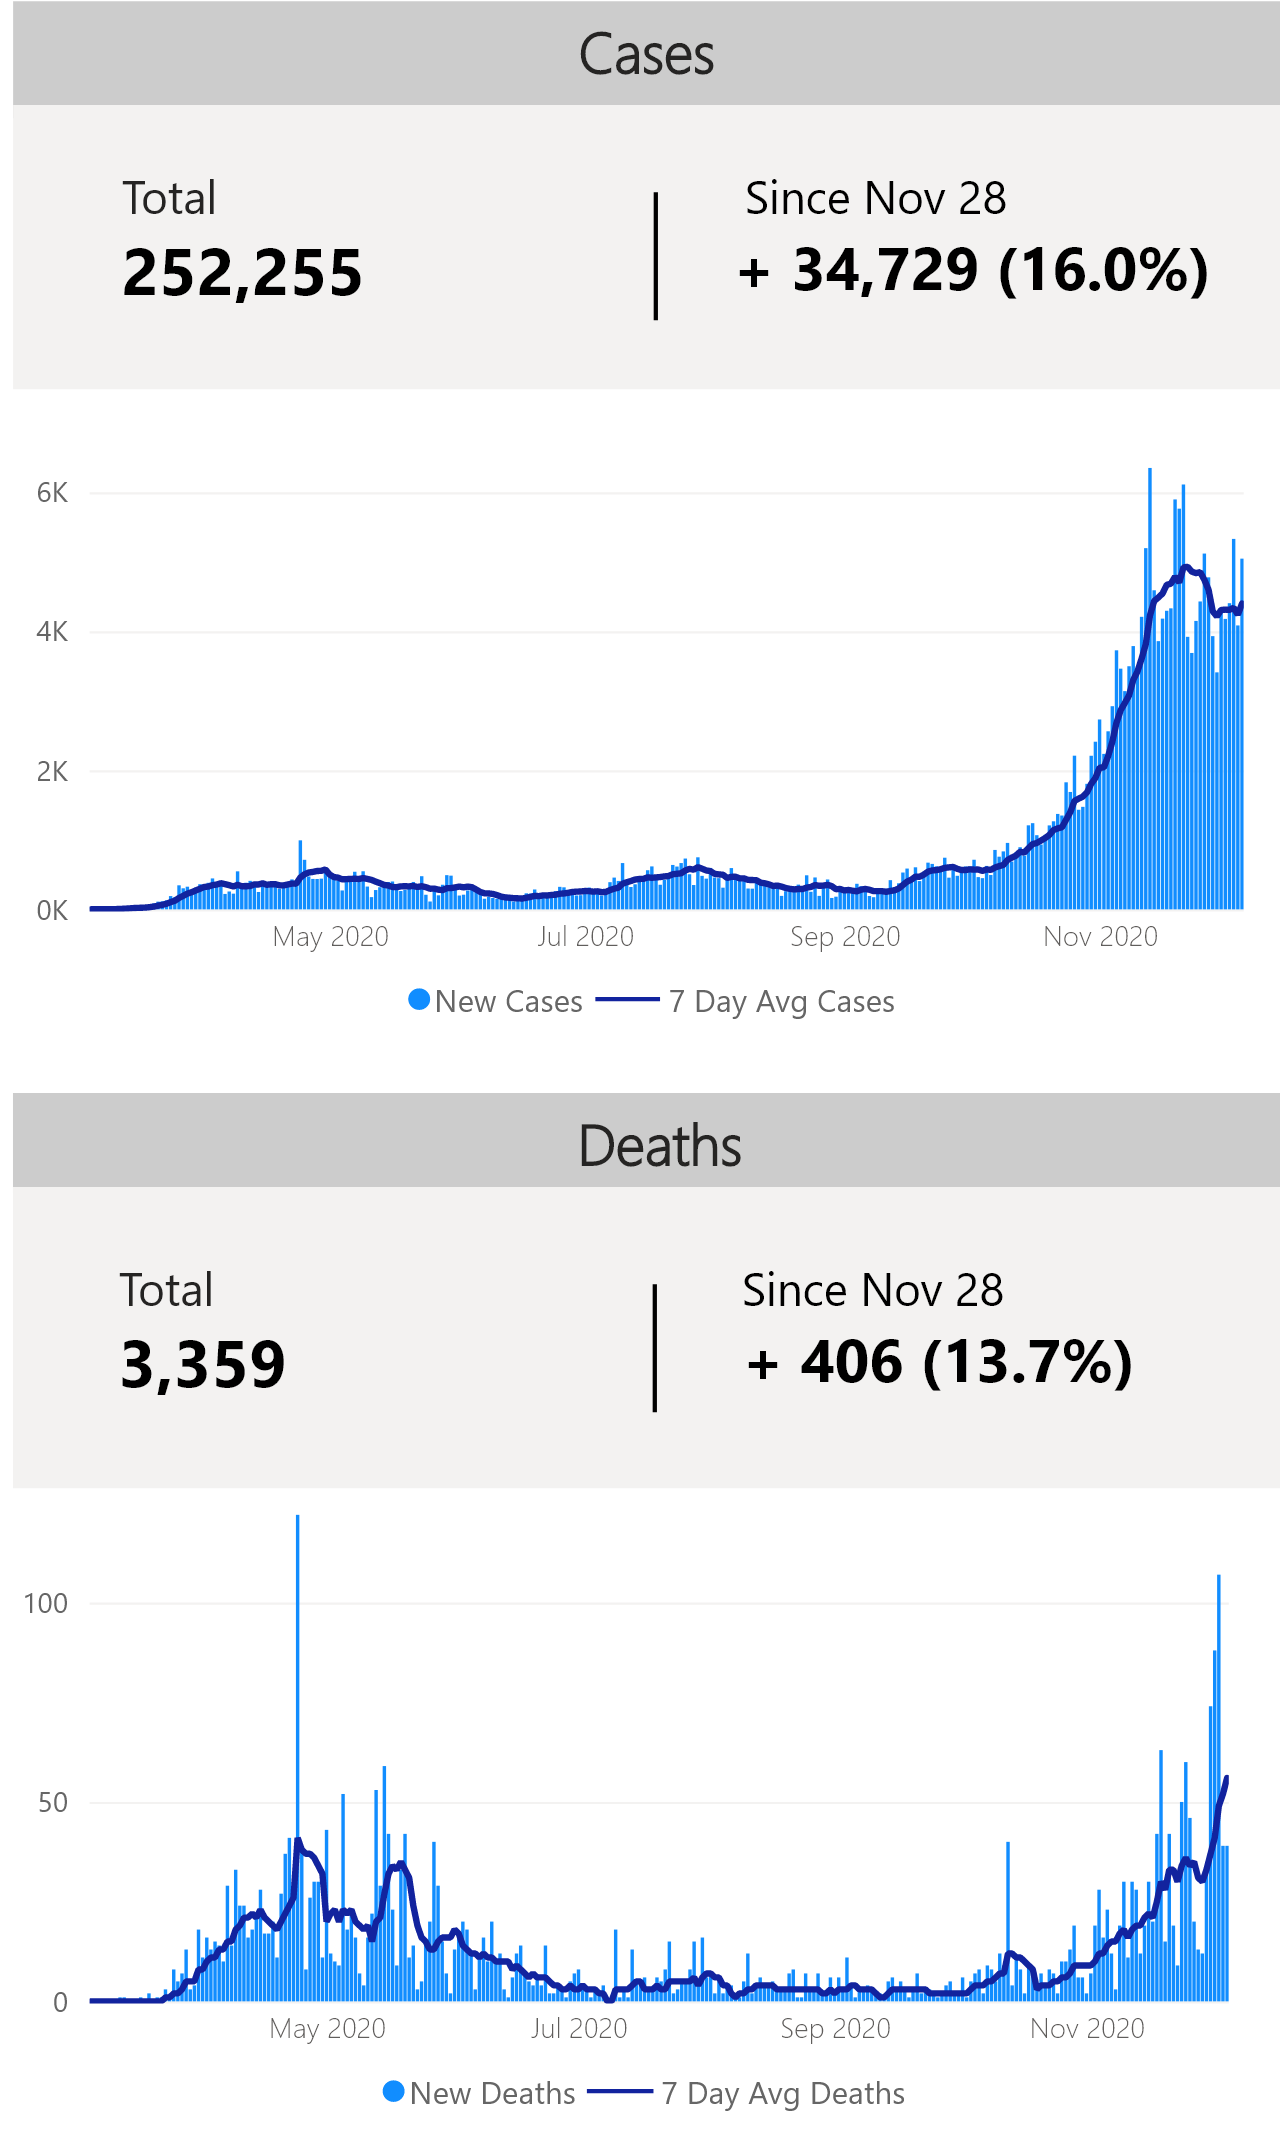 Cases
Total
Since Nov 28
252,255
+ 34,729 (16.0%)
6K
4K
2K
0K
May 2020
Jul 2020
Sep 2020
Nov 2020
New Cases
7 Day Avg Cases
Deaths
Total
Since Nov 28
3,359
+ 406 (13.7%)
100
50
0
May 2020
Jul 2020
Sep 2020
Nov 2020
New Deaths
7 Day Avg Deaths